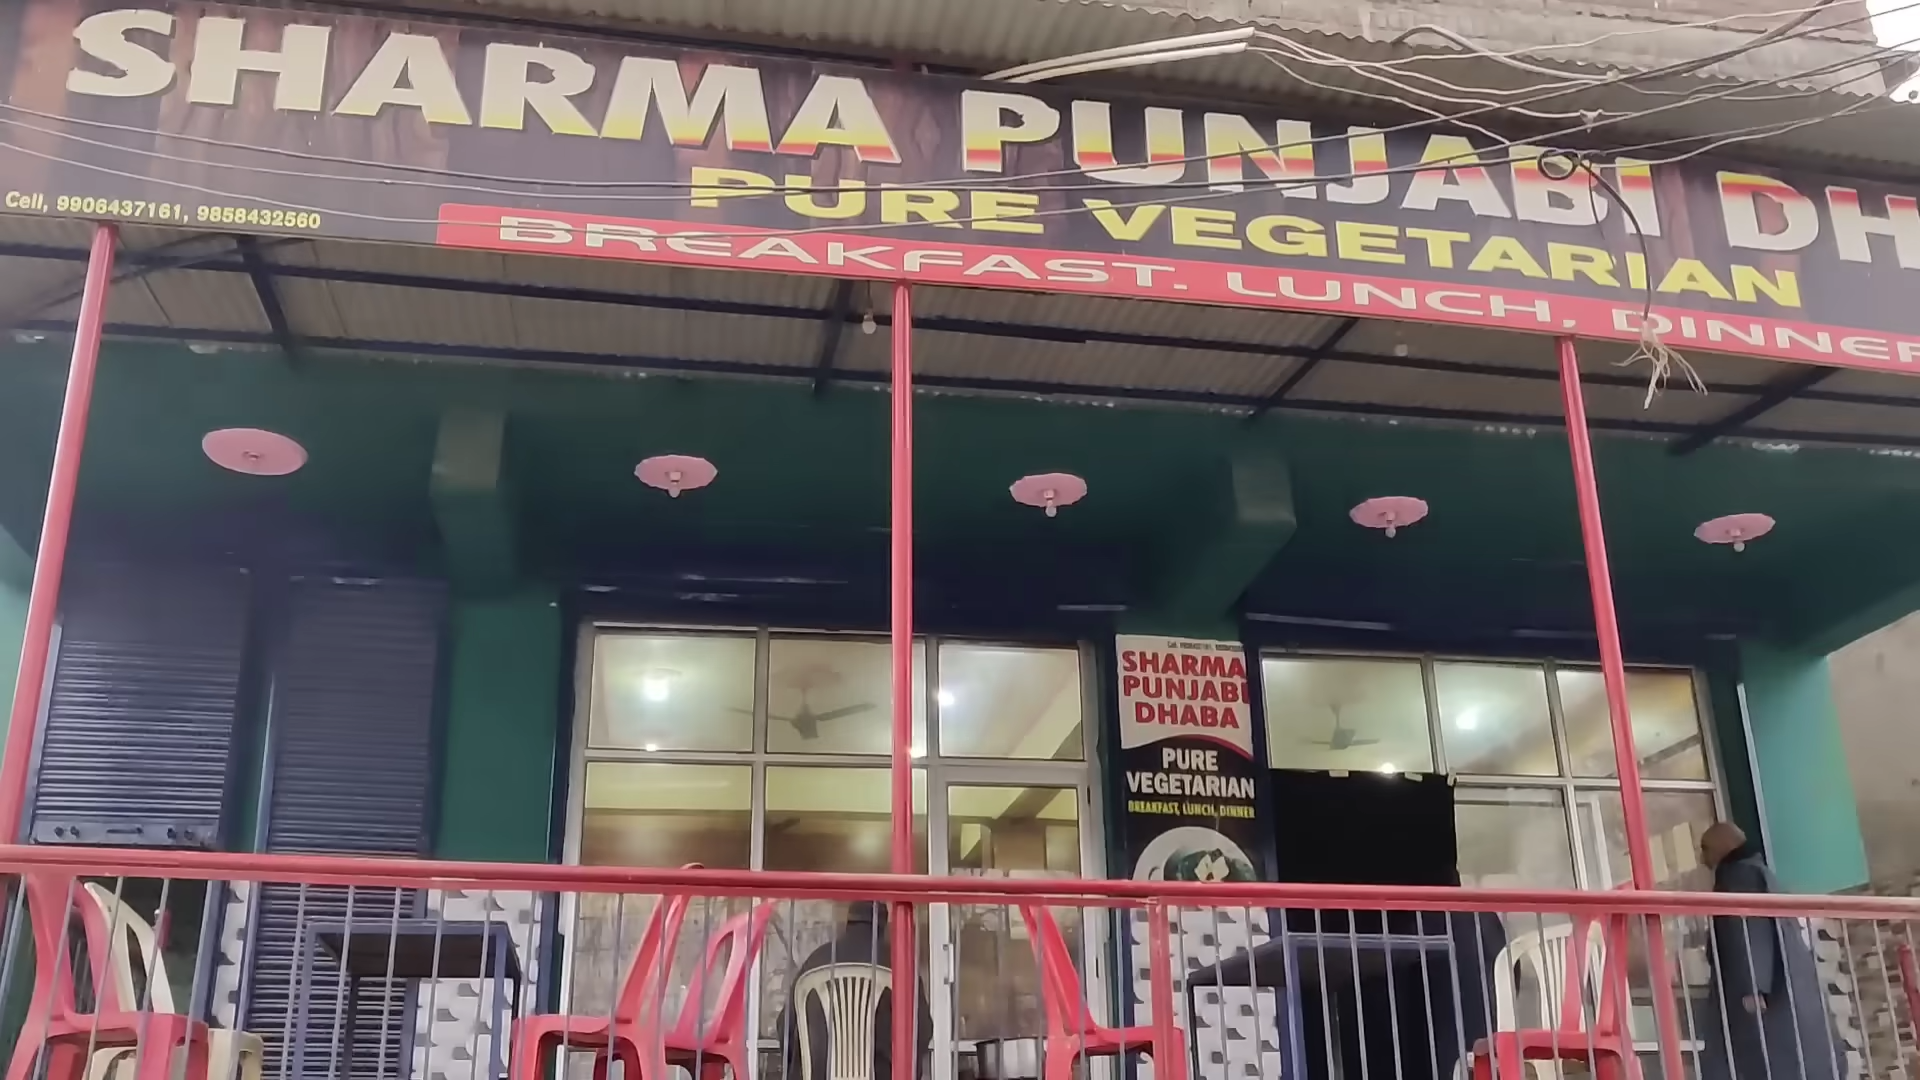 SHARMA PUNJABI DH
PURE VEGETARIAN
Cell, 9906437161, 9858432560
BREAKFAST. LUNCH, DINNER
SHARMA
PUNJABI
DHABA
PURE
VEGETARIAN
BREAKFAST, LUNCH, DINNER